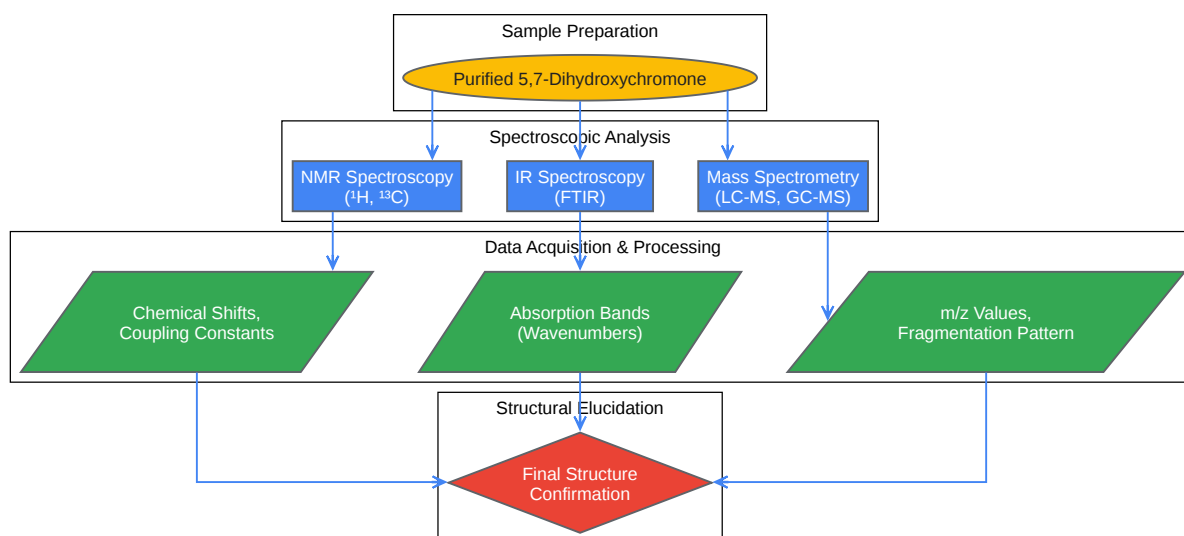 Sample Preparation
Purified 5,7-Dihydroxychromone
Spectroscopic Analysis
NMR Spectroscopy
(¹H, ¹³C)
IR Spectroscopy
(FTIR)
Mass Spectrometry
(LC-MS, GC-MS)
Data Acquisition & Processing
Chemical Shifts,
Coupling Constants
Absorption Bands
(Wavenumbers)
m/z Values,
Fragmentation Pattern
Structural Elucidation
Final Structure
Confirmation